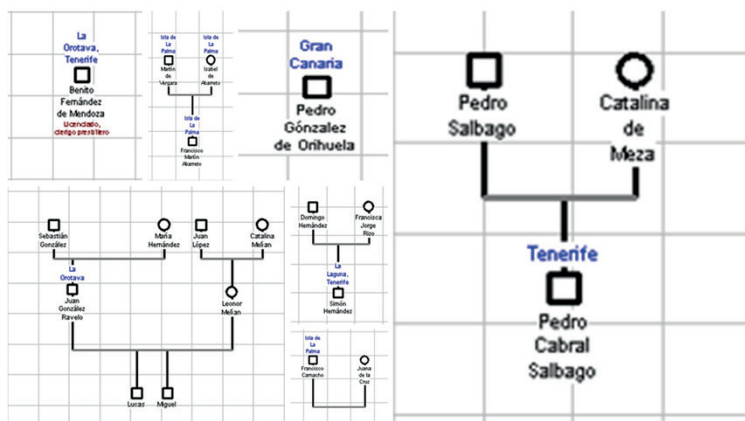 La
Orotava,
Tenerife
Benito
Fernández
de Mendoza
Licenciado,
clérigo presbítero
Isla de
La
Palma
Isla de
La
Palma
Martín
de
Vergara
Isabel
de
Abarreto
Isla de
La
Palma
Francisco
Martín
Abarreto
Gran
Canaria
Pedro
Gónzalez
de Orihuela
Pedro
Salbago
Catalina
de
Meza
Tenerife
Pedro
Cabral
Salbago
Sebastián
González
María
Hernández
Juan
López
Catalina
Melian
La
Orotava
Juan
González
Ravelo
Leonor
Melian
Lucas
Miguel
Domingo
Hernández
Francisca
Jorge
Rizo
La
Laguna,
Tenerife
Simón
Hernández
Isla de
La
Palma
Francisco
Camacho
Juana
de la
Cruz